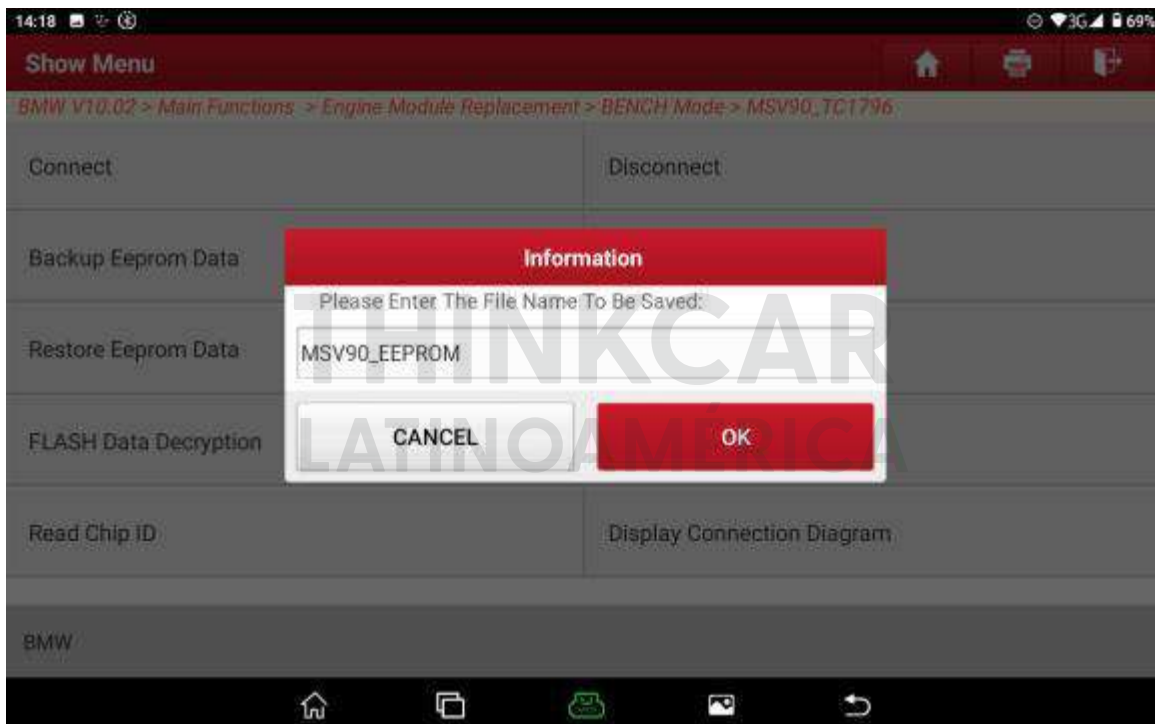 14:18
3G 69%
Show Menu
BMW V10.02 > Main Functions > Engine Module Replacement > BENCH Mode > MSV90_TC1796
Connect
Disconnect
Backup Eeprom Data
Information
Please Enter The File Name To Be Saved:
Restore Eeprom Data
MSV90_EEPROM
THINKCAR
FLASH Data Decryption
CANCEL
OK
LATINOAMÉRICA
Read Chip ID
Display Connection Diagram
BMW